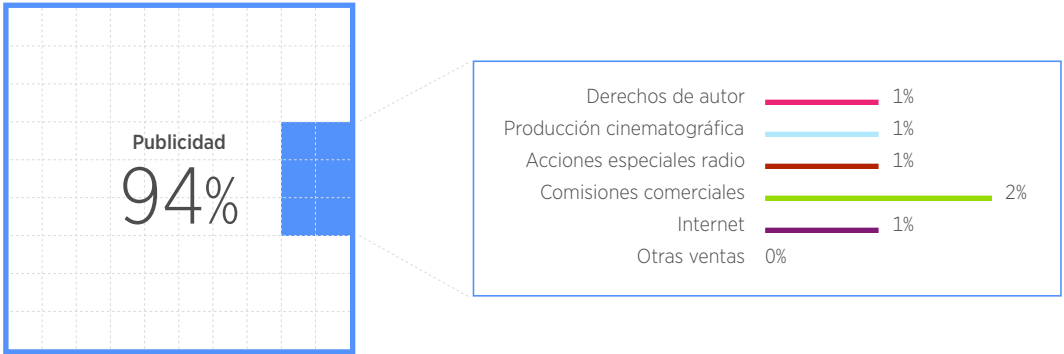 Publicidad
94%
Derechos de autor 1%
Producción cinematográfica 1%
Acciones especiales radio 1%
Comisiones comerciales 2%
Internet 1%
Otras ventas 0%